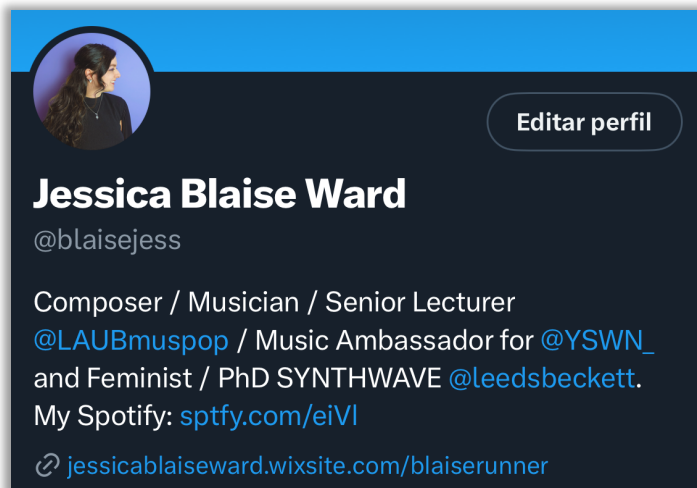 Editar perfil
Jessica Blaise Ward
@blaisejess
Composer / Musician / Senior Lecturer
@LAUBmuspop / Music Ambassador for @YSWN_
and Feminist / PhD SYNTHWAVE @leedsbeckett.
My Spotify: sptfy.com/eiVl
jessicablaiseward.wixsite.com/blaiserunner